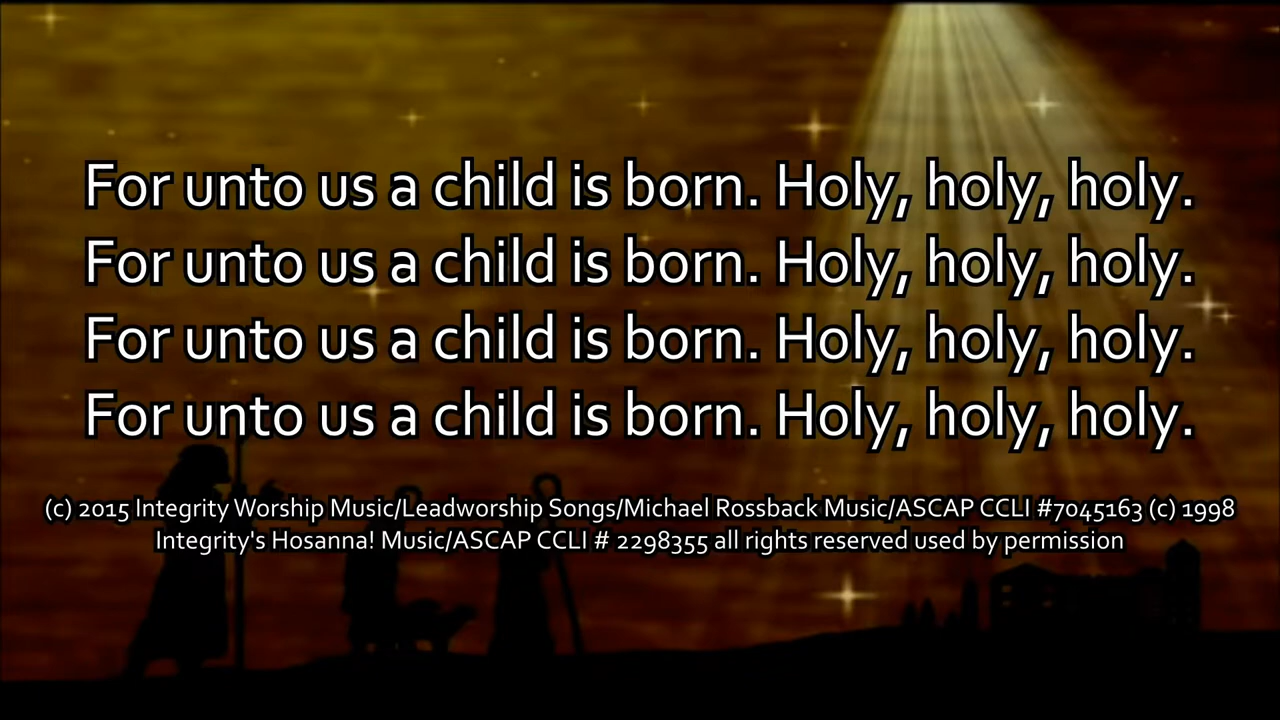 For unto us a child is born. Holy, holy, holy.
For unto us a child is born. Holy, holy, holy.
For unto us a child is born. Holy, holy, holy.
For unto us a child is born. Holy, holy, holy.
(c) 2015 Integrity Worship Music/Leadworship Songs/Michael Rossback Music/ASCAP CCLI #7045163 (c) 1998
Integrity's Hosanna! Music/ASCAP CCLI # 2298355 all rights reserved used by permission